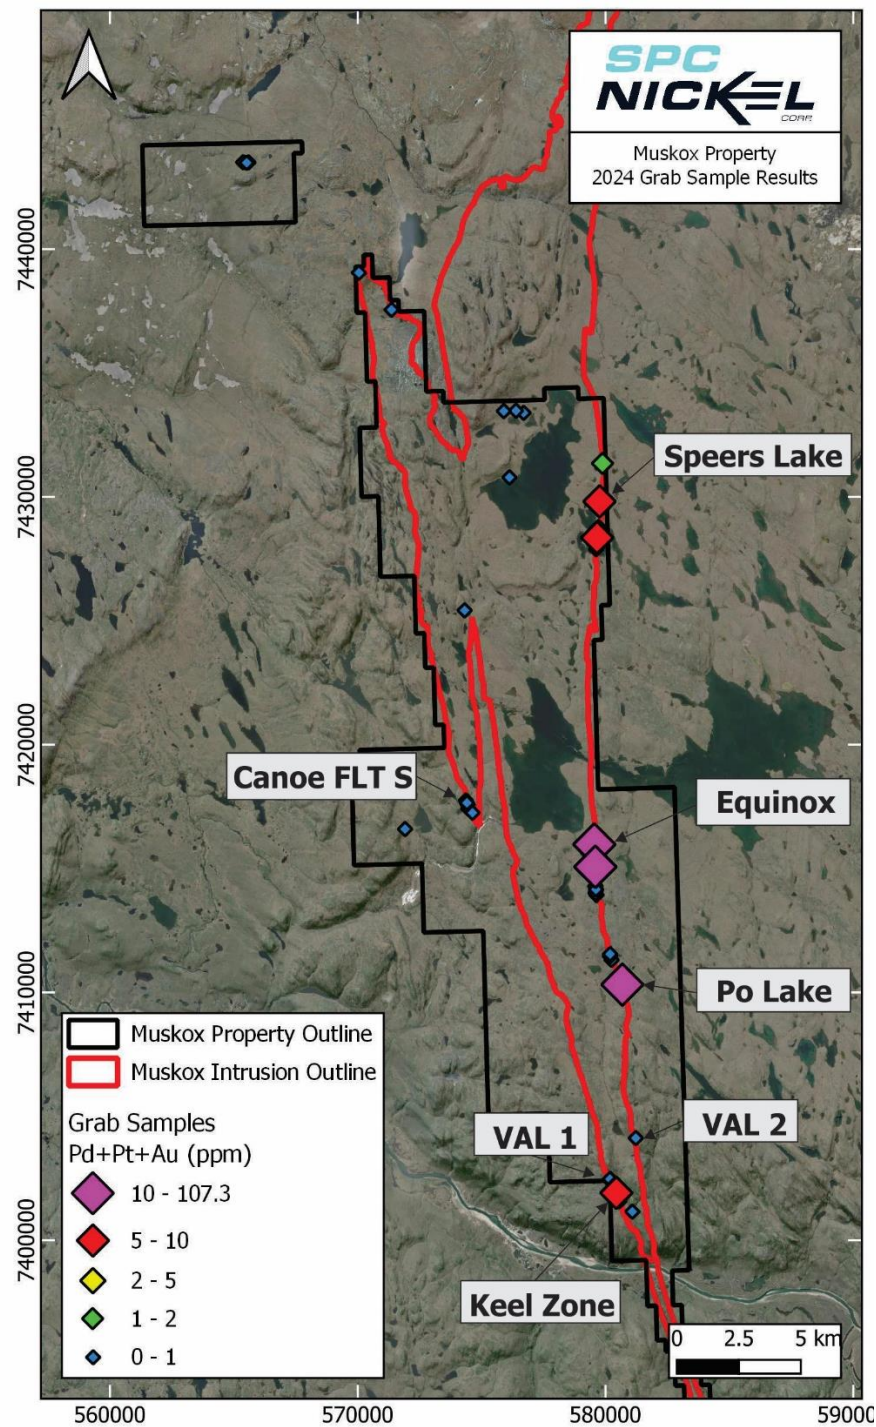 SPC
NICKEL
CORP.
Muskox Property
2024 Grab Sample Results
7440000
7430000
7420000
7410000
7400000
Speers Lake
Canoe FLT S
Equinox
Po Lake
VAL 1
VAL 2
Keel Zone
Muskox Property Outline
Muskox Intrusion Outline
Grab Samples
Pd+Pt+Au (ppm)
10 - 107.3
5 - 10
2 - 5
1 - 2
0 - 1
0 2.5 5 km
560000 570000 580000 590000